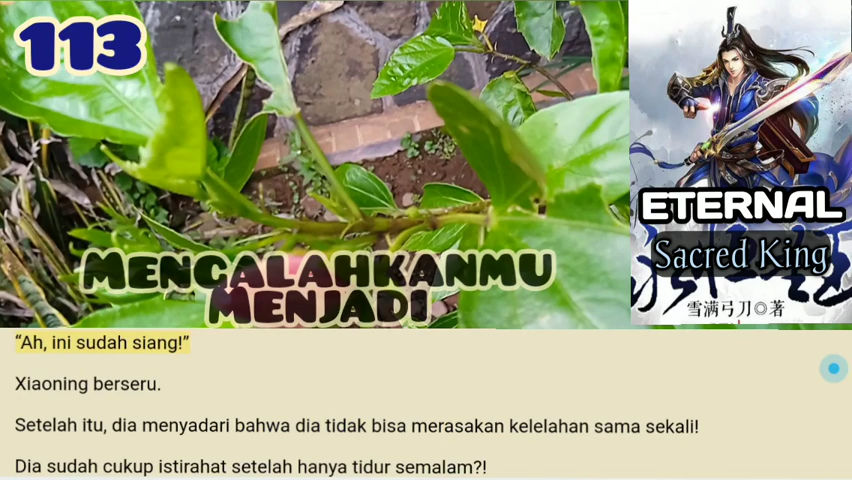 113
MENGALAHKANMU
MENJADI
ETERNAL
Sacred King
雪满弓刀◎著
“Ah, ini sudah siang!”
Xiaoning berseru.
Setelah itu, dia menyadari bahwa dia tidak bisa merasakan kelelahan sama sekali!
Dia sudah cukup istirahat setelah hanya tidur semalam?!